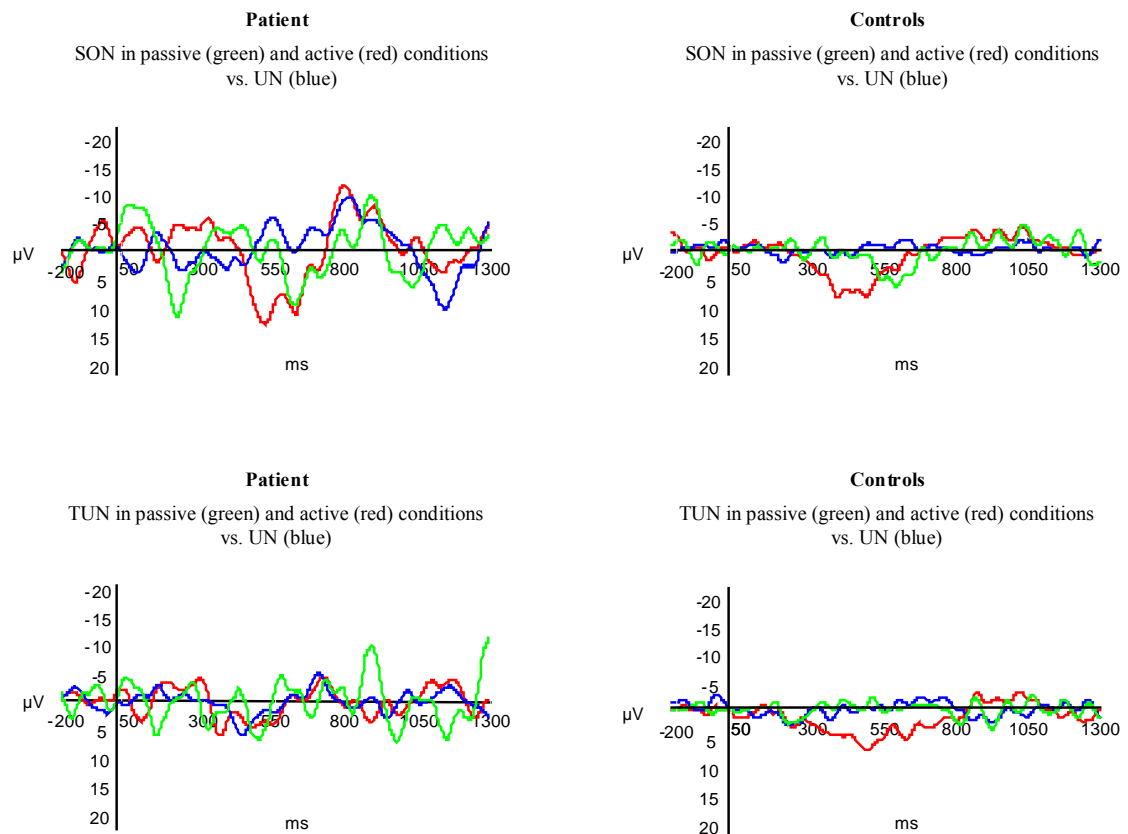 Patient
SON in passive (green) and active (red) conditions
vs. UN (blue)
-20
-15
-10
-5
µV
-200 50 300 550 800 1050 1300
5
10
15
20
ms
Controls
SON in passive (green) and active (red) conditions
vs. UN (blue)
-20
-15
-10
-5
µV
-200 50 300 550 800 1050 1300
5
10
15
20
ms
Patient
TUN in passive (green) and active (red) conditions
vs. UN (blue)
-20
-15
-10
-5
µV
-200 50 300 550 800 1050 1300
5
10
15
20
ms
Controls
TUN in passive (green) and active (red) conditions
vs. UN (blue)
-20
-15
-10
-5
µV
-200 50 300 550 800 1050 1300
5
10
15
20
ms